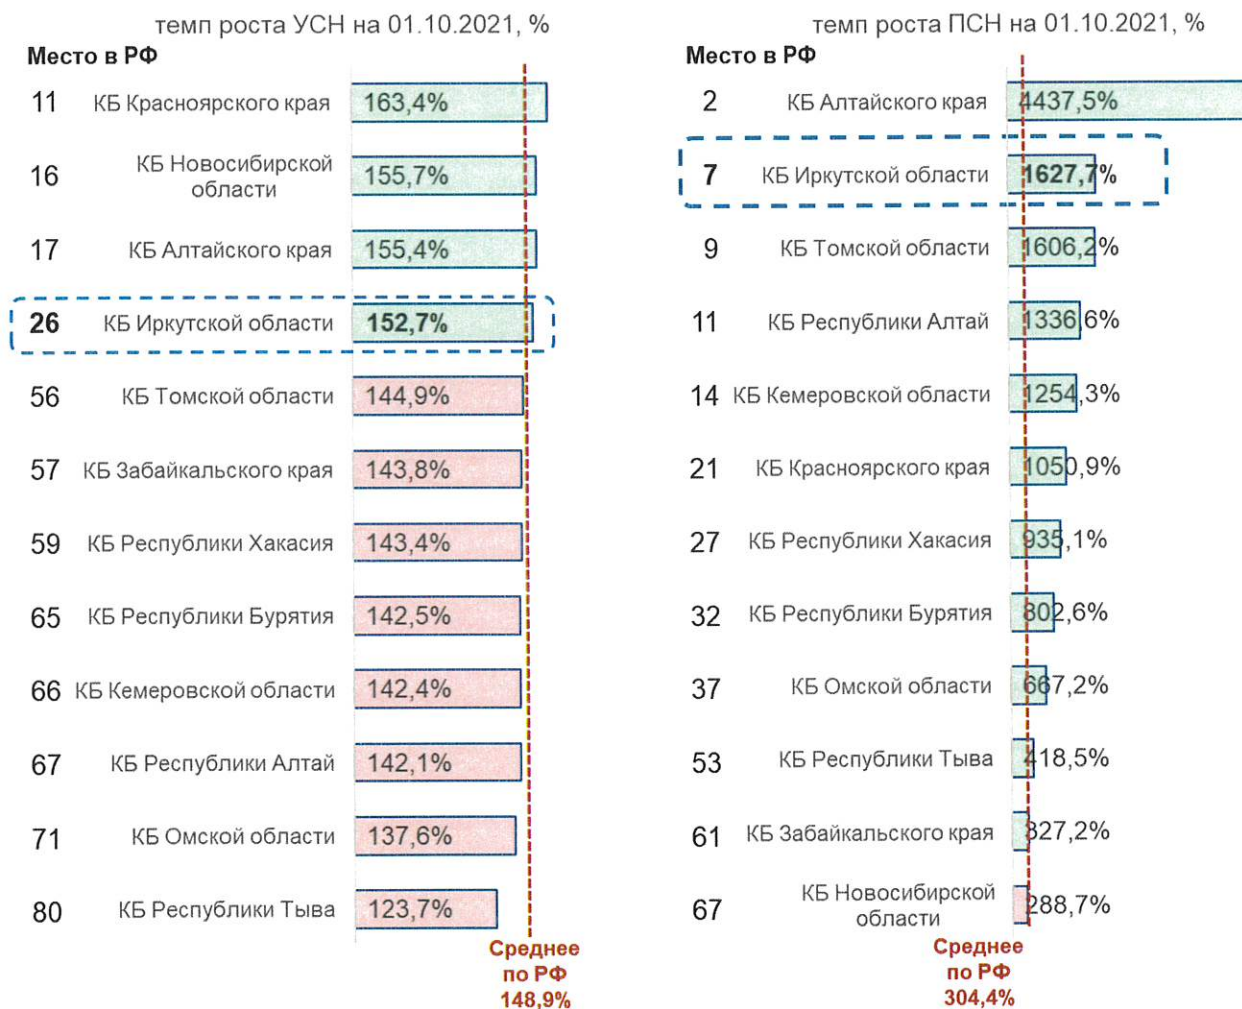 темп роста УСН на 01.10.2021, %
Место в РФ
11 КБ Красноярского края 163,4%
16 КБ Новосибирской
области 155,7%
17 КБ Алтайского края 155,4%
26 КБ Иркутской области 152,7%
56 КБ Томской области 144,9%
57 КБ Забайкальского края 143,8%
59 КБ Республики Хакасия 143,4%
65 КБ Республики Бурятия 142,5%
66 КБ Кемеровской области 142,4%
67 КБ Республики Алтай 142,1%
71 КБ Омской области 137,6%
80 КБ Республики Тыва 123,7%
Среднее
по РФ
148,9%
темп роста ПСН на 01.10.2021, %
Место в РФ
2 КБ Алтайского края 4437,5%
7 КБ Иркутской области 1627,7%
9 КБ Томской области 1606,2%
11 КБ Республики Алтай 1336,6%
14 КБ Кемеровской области 1254,3%
21 КБ Красноярского края 1050,9%
27 КБ Республики Хакасия 935,1%
32 КБ Республики Бурятия 802,6%
37 КБ Омской области 667,2%
53 КБ Республики Тыва 418,5%
61 КБ Забайкальского края 327,2%
67 КБ Новосибирской
области 288,7%
Среднее
по РФ
304,4%